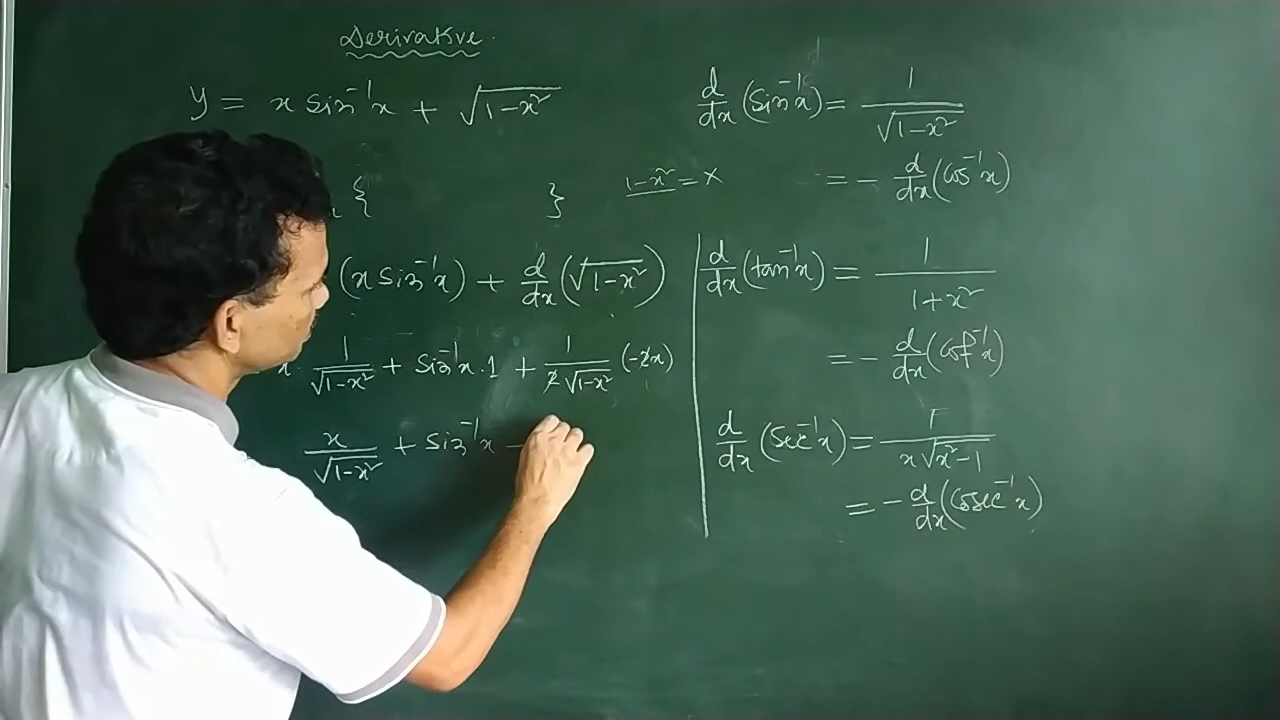 Derivative.
y = x sin⁻¹x + √(1-x²)
{ }
1-x² = X
(x sin⁻¹x) + d/dx (√(1-x²))
x. 1/√(1-x²) + sin⁻¹x . 1 + 1/(2√(1-x²)) (-2x)
x/√(1-x²) + sin⁻¹x -
d
d/dx (sin⁻¹x) = 1/√(1-x²)
= - d/dx (cos⁻¹x)
d/dx (tan⁻¹x) = 1/(1+x²)
= - d/dx (cot⁻¹x)
d/dx (sec⁻¹x) = 1/(x√(x²-1))
= - d/dx (cosec⁻¹x)